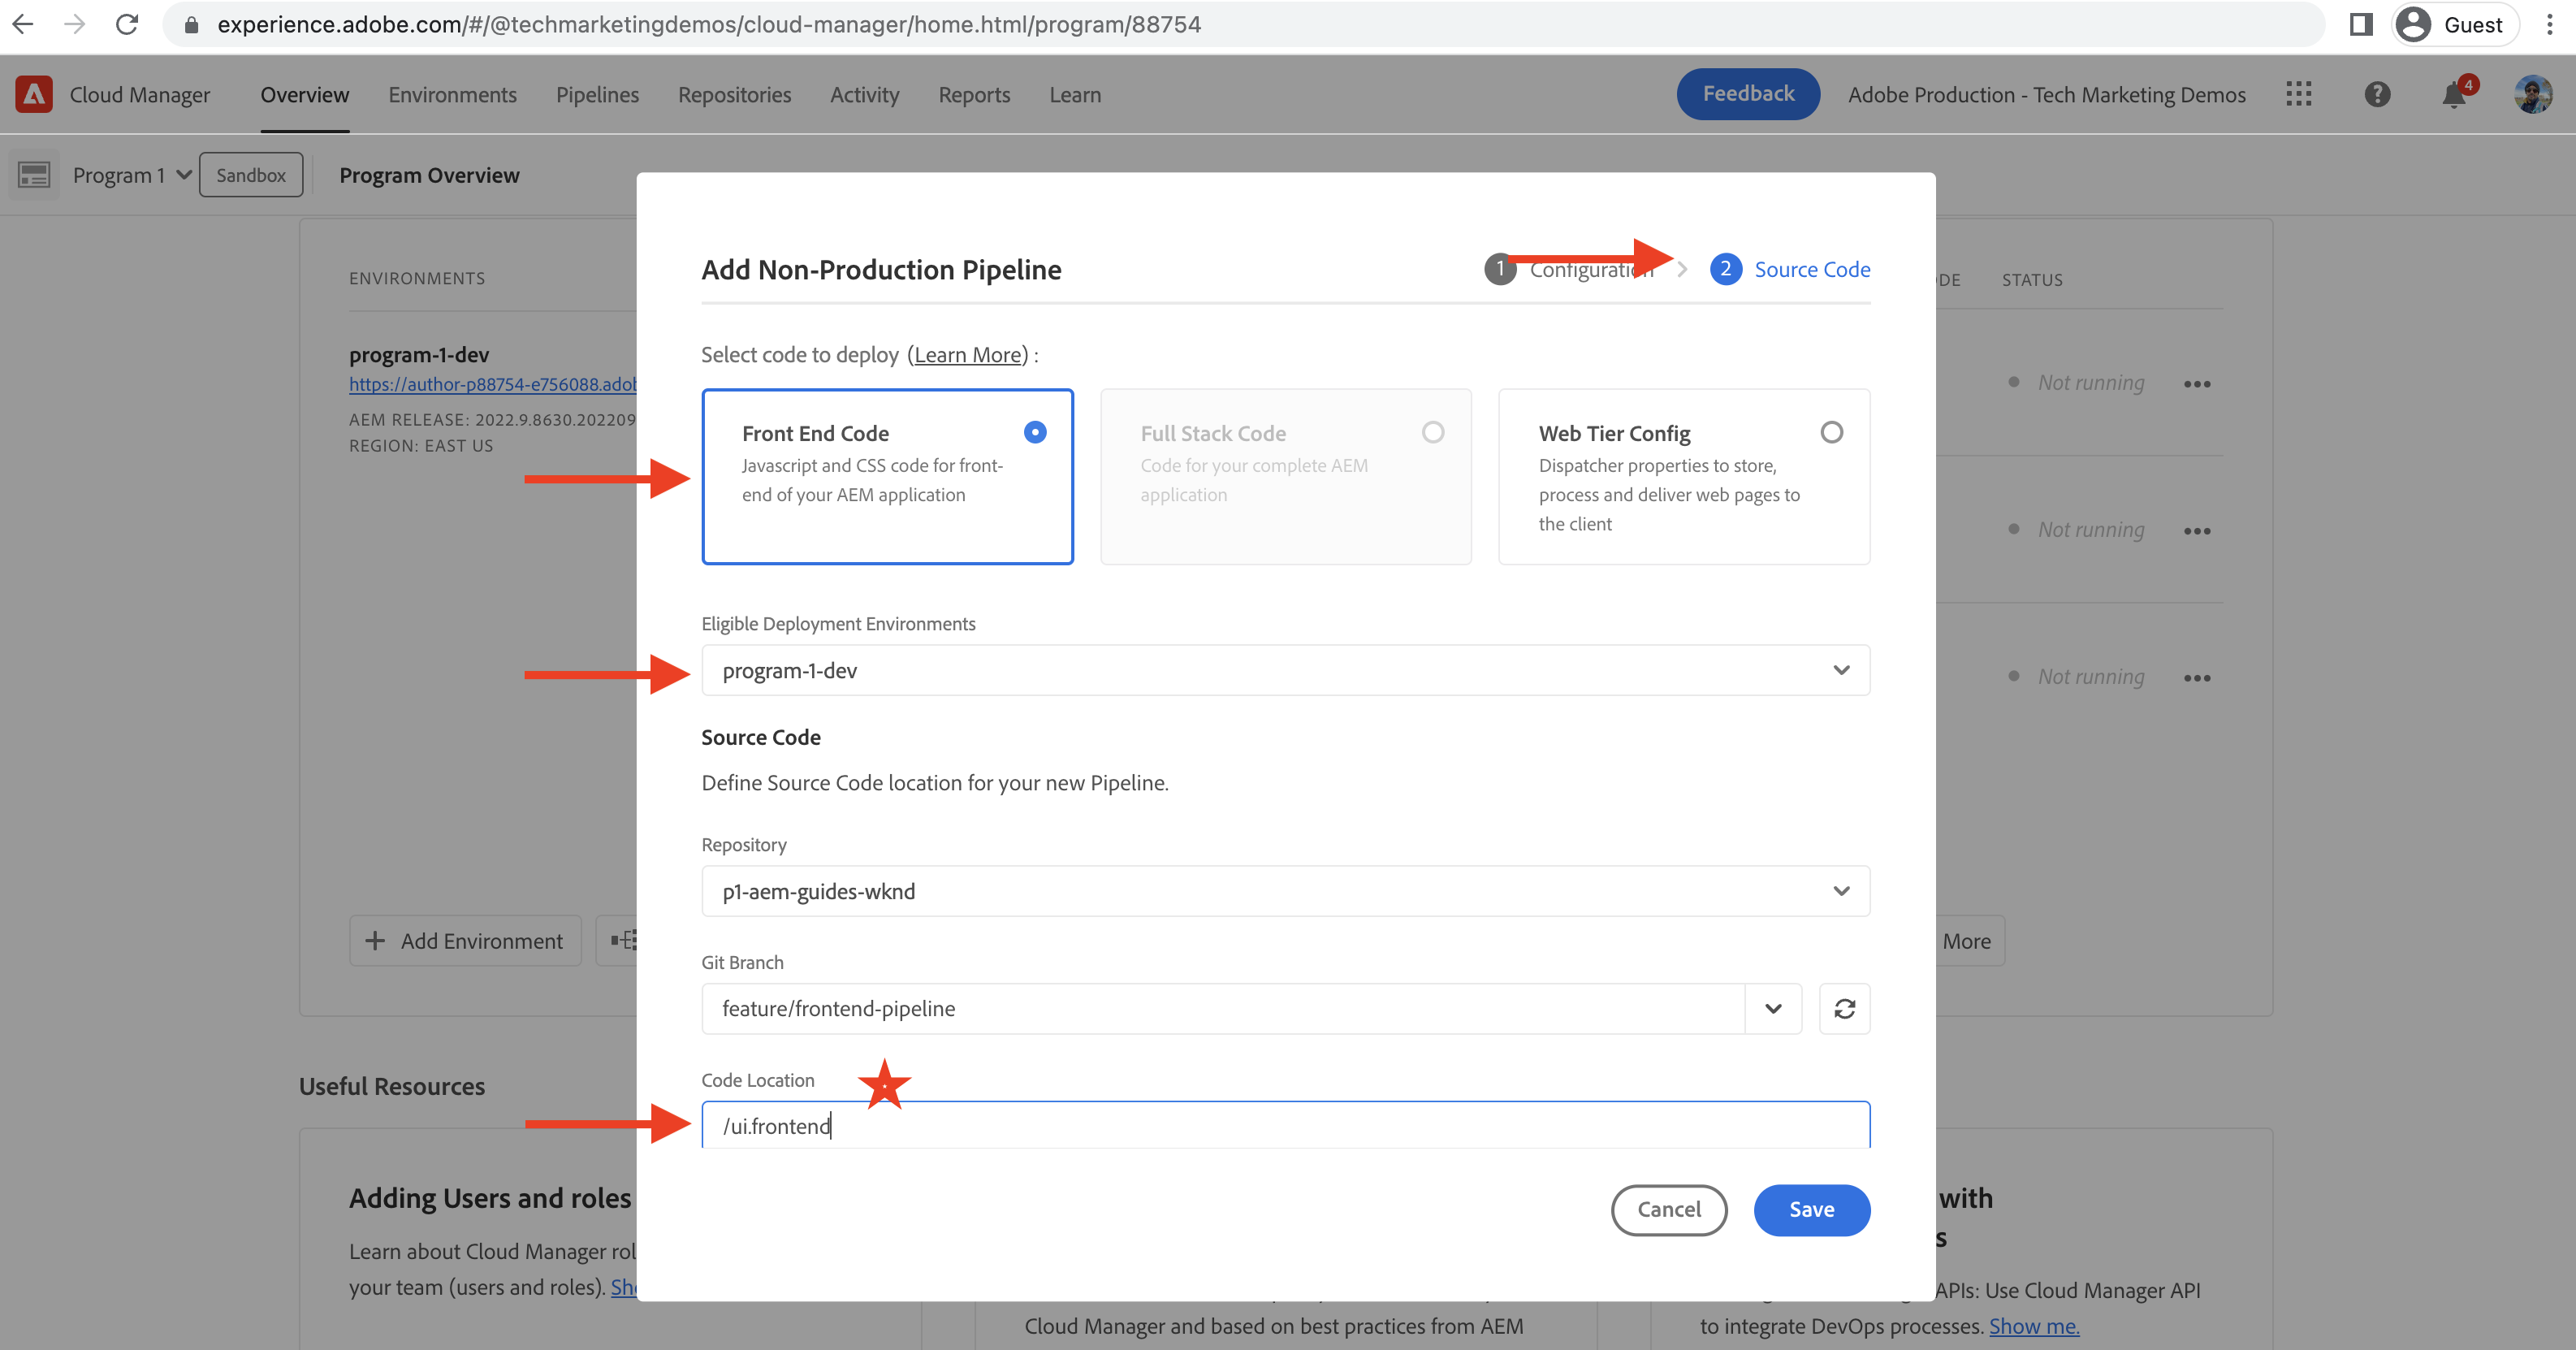 experience.adobe.com/#/@techmarketingdemos/cloud-manager/home.html/program/88754
Guest
Cloud Manager
Overview
Environments
Pipelines
Repositories
Activity
Reports
Learn
Feedback
Adobe Production - Tech Marketing Demos
4
Program 1
Sandbox
Program Overview
ENVIRONMENTS
program-1-dev
https://author-p88754-e756088.adob
AEM RELEASE: 2022.9.8630.202209
REGION: EAST US
Add Environment
Add Non-Production Pipeline
1 Configuration
2 Source Code
Select code to deploy (Learn More) :
Front End Code
Javascript and CSS code for front-
end of your AEM application
Full Stack Code
Code for your complete AEM
application
Web Tier Config
Dispatcher properties to store,
process and deliver web pages to
the client
Eligible Deployment Environments
program-1-dev
Source Code
Define Source Code location for your new Pipeline.
Repository
p1-aem-guides-wknd
Git Branch
feature/frontend-pipeline
Code Location
/ui.frontend
Cancel
Save
DE
STATUS
Not running
Not running
Not running
More
Useful Resources
Adding Users and roles
Learn about Cloud Manager rol
your team (users and roles). Sho
Cloud Manager and based on best practices from AEM
with
s
APIs: Use Cloud Manager API
to integrate DevOps processes. Show me.